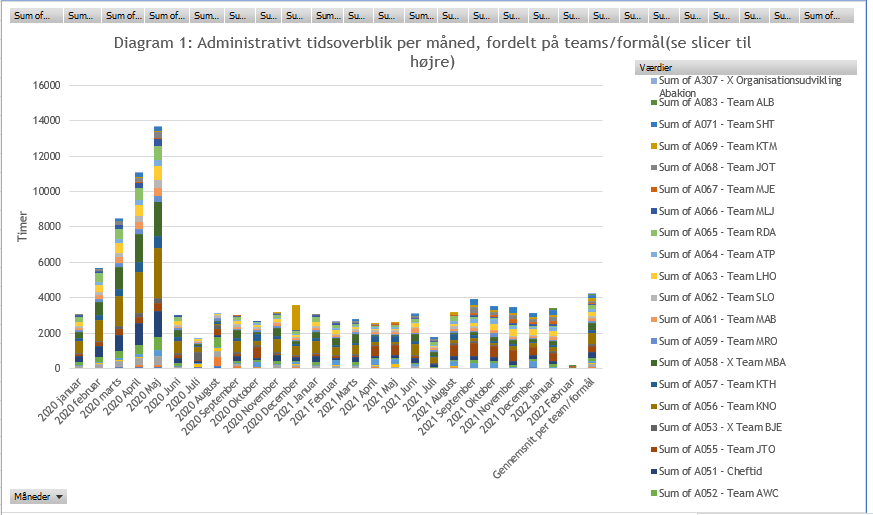 Sum of... Sum of... Sum of... Sum of... Sum... Su... Su... Su... Su... Su... Su... Su... Su... Su... Su... Su... Su... Su... Su... Su... Sum of...
Diagram 1: Administrativt tidsoverblik per måned, fordelt på teams/formål(se slicer til
højre)
Værdier
Sum of A307 - X Organisationsudvikling
Abakion
Sum of A083 - Team ALB
Sum of A071 - Team SHT
Sum of A069 - Team KTM
Sum of A068 - Team JOT
Sum of A067 - Team MJE
Sum of A066 - Team MLJ
Sum of A065 - Team RDA
Sum of A064 - Team ATP
Sum of A063 - Team LHO
Sum of A062 - Team SLO
Sum of A061 - Team MAB
Sum of A059 - Team MRO
Sum of A058 - X Team MBA
Sum of A057 - Team KTH
Sum of A056 - Team KNO
Sum of A053 - X Team BJE
Sum of A055 - Team JTO
Sum of A051 - Cheftid
Sum of A052 - Team AWC
Timer
16000
14000
12000
10000
8000
6000
4000
2000
0
2020 januar
2020 februar
2020 marts
2020 April
2020 Maj
2020 Juni
2020 Juli
2020 August
2020 September
2020 Oktober
2020 November
2020 December
2021 Januar
2021 Februar
2021 Marts
2021 April
2021 Maj
2021 Juni
2021 Juli
2021 August
2021 September
2021 Oktober
2021 November
2021 December
2022 Januar
2022 Februar
Gennemsnit per team/formål
Måneder